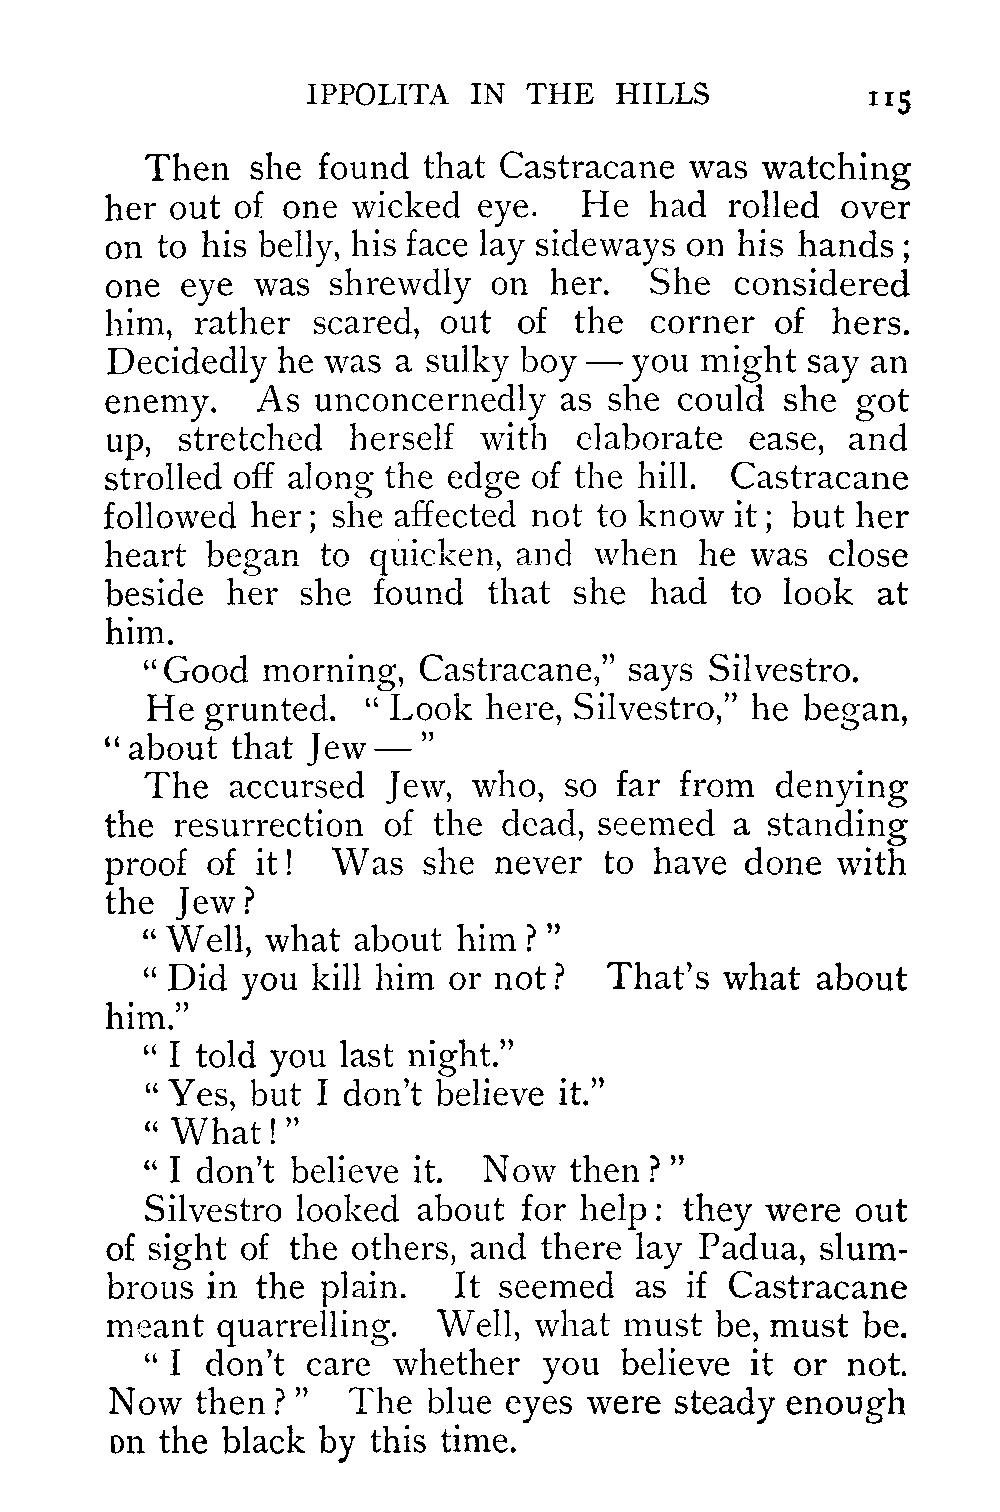 IPPOLITA IN THE HILLS 115
Then she found that Castracane was watching
her out of one wicked eye. He had rolled over
on to his belly, his face lay sideways on his hands;
one eye was shrewdly on her. She considered
him, rather scared, out of the corner of hers.
Decidedly he was a sulky boy — you might say an
enemy. As unconcernedly as she could she got
up, stretched herself with elaborate ease, and
strolled off along the edge of the hill. Castracane
followed her; she affected not to know it; but her
heart began to quicken, and when he was close
beside her she found that she had to look at
him.
“Good morning, Castracane,” says Silvestro.
He grunted. “Look here, Silvestro,” he began,
“about that Jew — ”
The accursed Jew, who, so far from denying
the resurrection of the dead, seemed a standing
proof of it! Was she never to have done with
the Jew?
“Well, what about him?”
“Did you kill him or not? That's what about
him.”
“I told you last night.”
“Yes, but I don't believe it.”
“What!”
“I don't believe it. Now then?”
Silvestro looked about for help: they were out
of sight of the others, and there lay Padua, slum-
brous in the plain. It seemed as if Castracane
meant quarrelling. Well, what must be, must be.
“I don't care whether you believe it or not.
Now then?” The blue eyes were steady enough
on the black by this time.